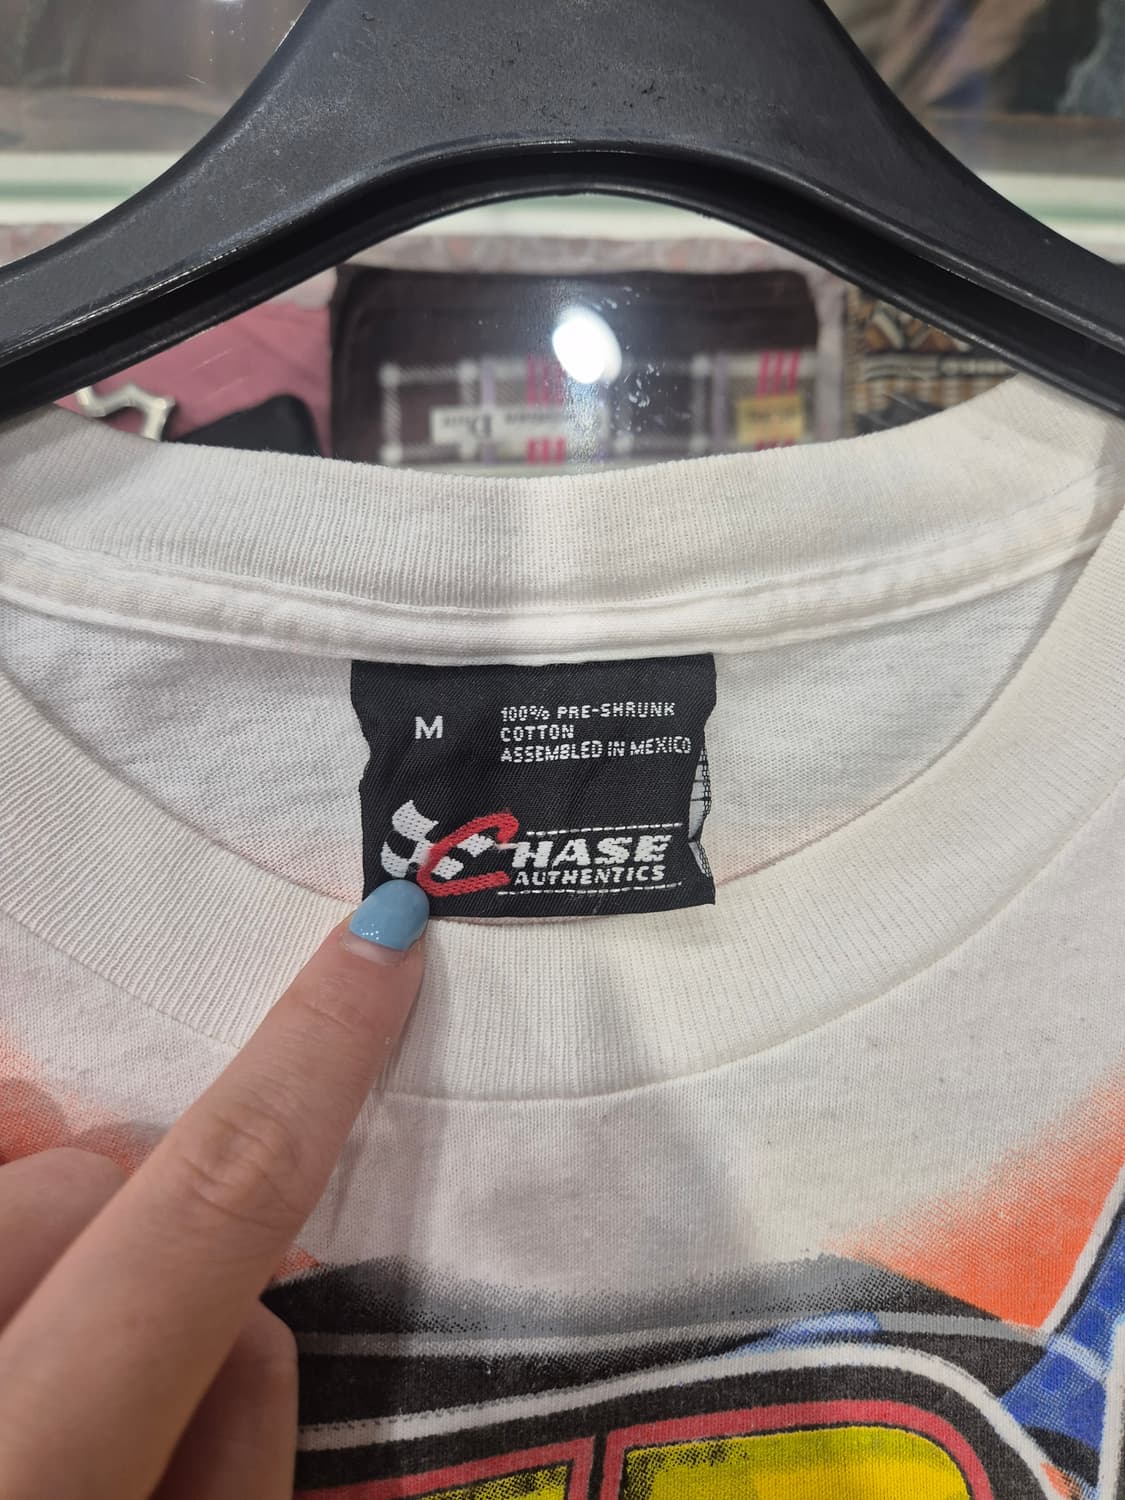 M
100% PRE-SHRUNK
COTTON
ASSEMBLED IN MEXICO
CHASE
AUTHENTICS